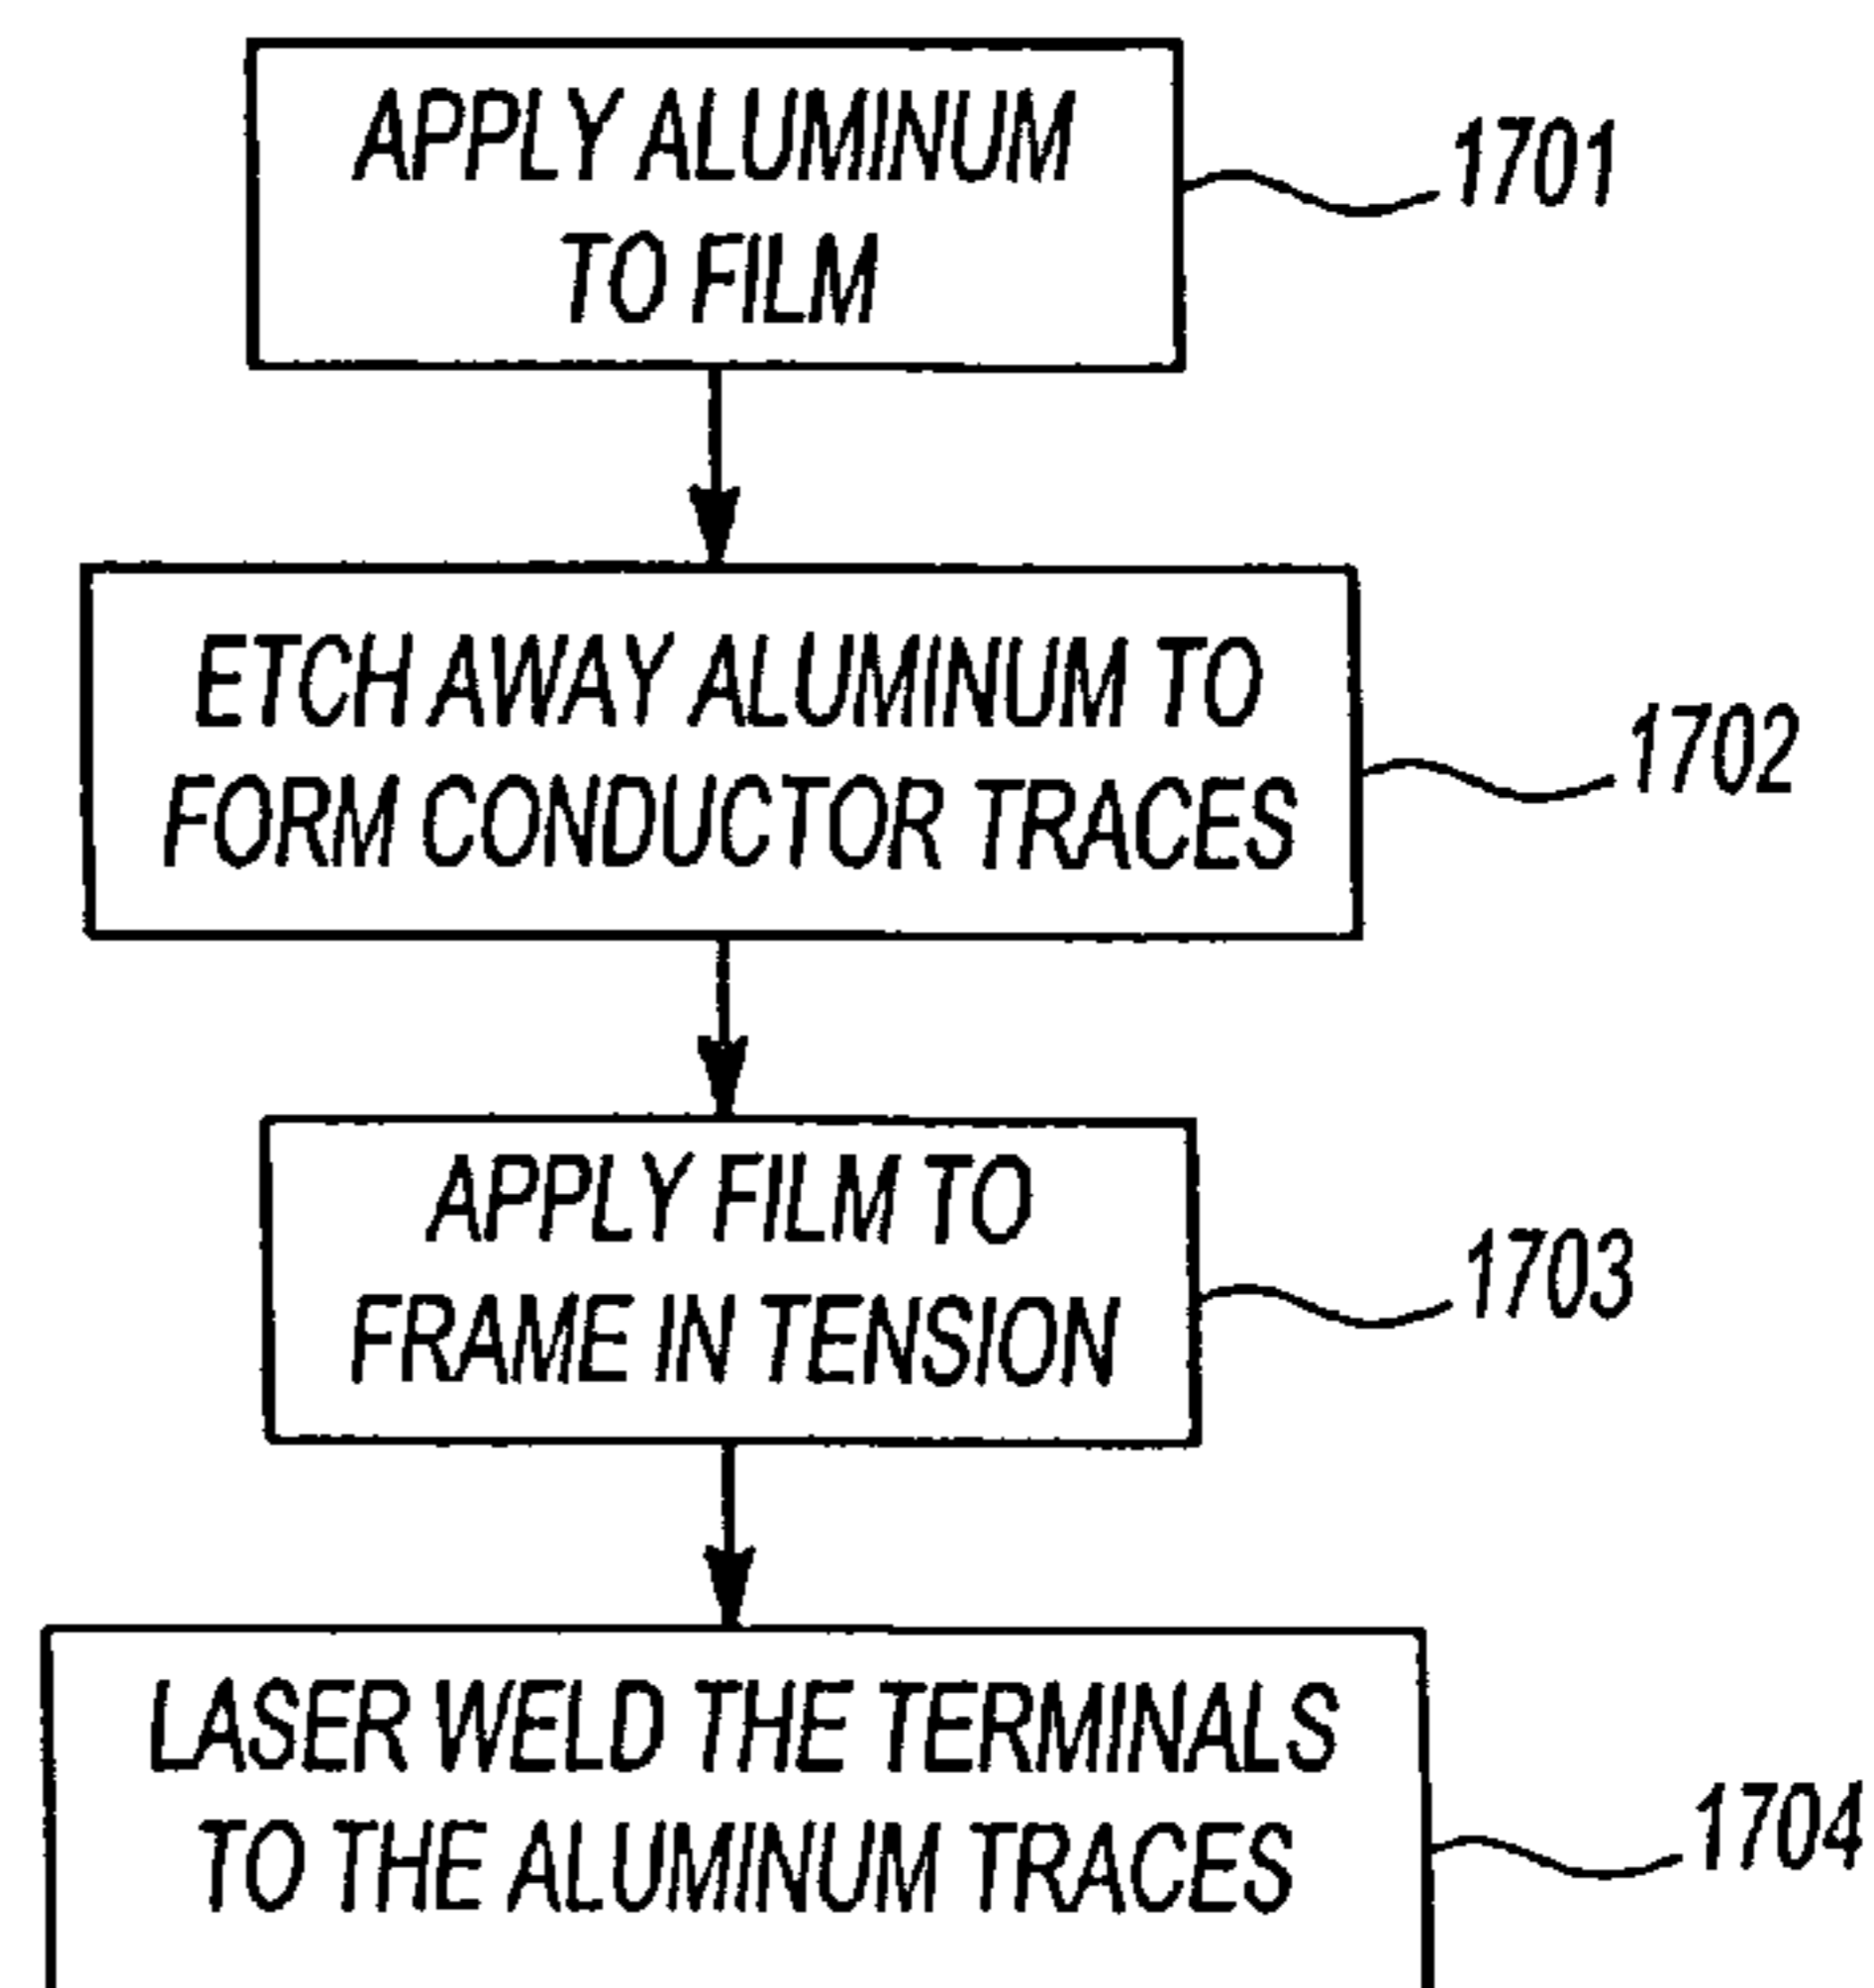 APPLY ALUMINUM
TO FILM
1701
ETCH AWAY ALUMINUM TO
FORM CONDUCTOR TRACES
1702
APPLY FILM TO
FRAME IN TENSION
1703
LASER WELD THE TERMINALS
TO THE ALUMINUM TRACES
1704